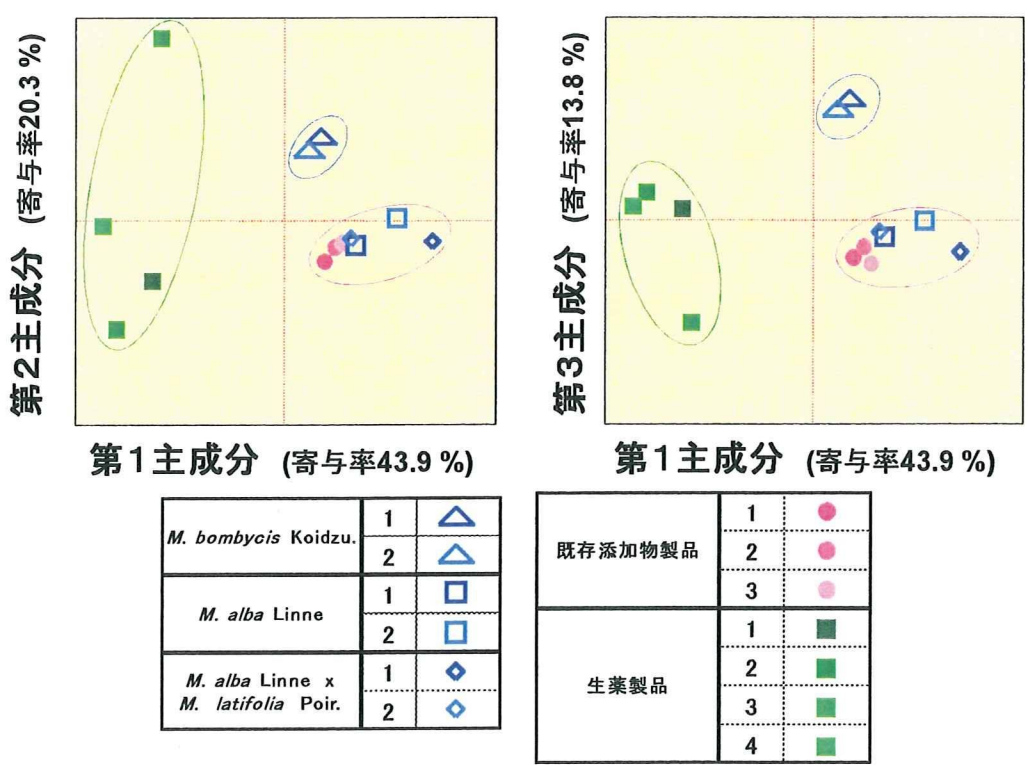 第2主成分 (寄与率20.3 %)
第1主成分 (寄与率43.9 %)
第3主成分 (寄与率13.8 %)
第1主成分 (寄与率43.9 %)
M. bombycis Koidzu.
1
2
M. alba Linne
1
2
M. alba Linne x
M. latifolia Poir.
1
2
既存添加物製品
1
2
3
生薬製品
1
2
3
4